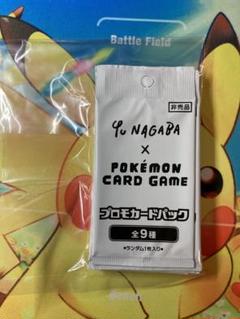 Battle Field
非売品
Yu NAGABA
×
POKÉMON
CARD GAME
プロモカードパック
全9種
●ランダム1枚入り●